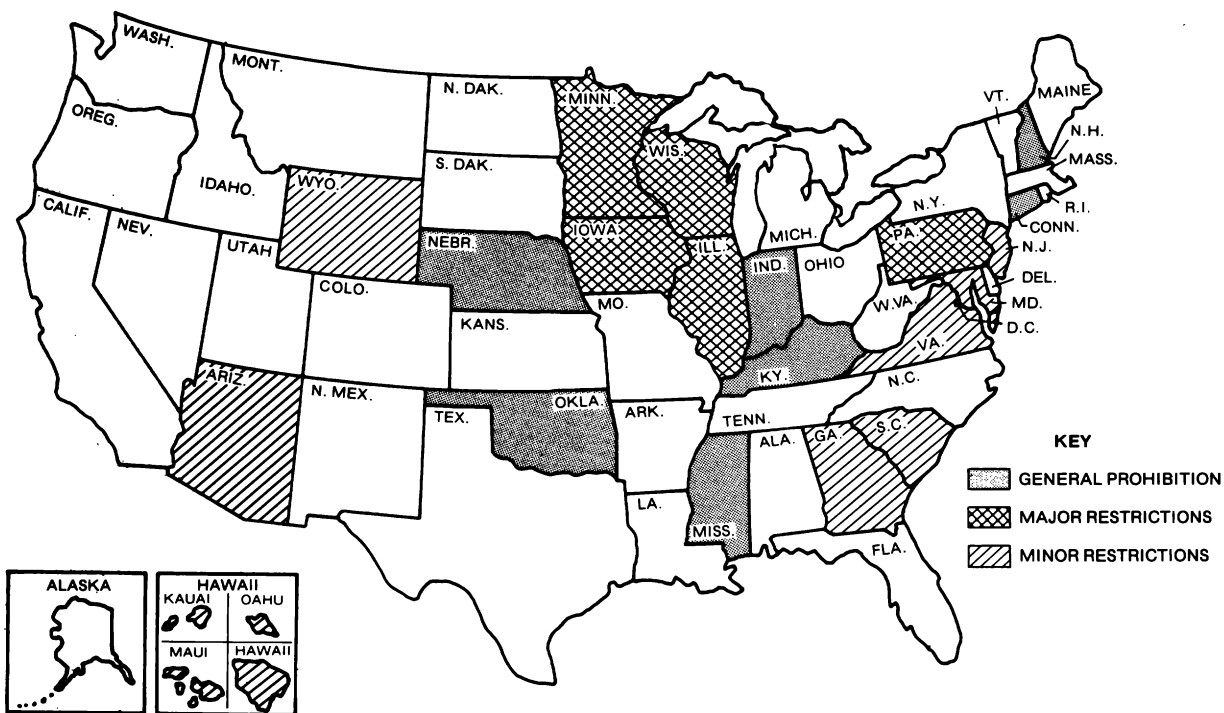 WASH.
MONT.
N. DAK.
MINN.
VT.
MAINE
OREG.
N.H.
WIS.
MASS.
S. DAK.
IDAHO.
WYO.
CALIF.
NEV.
N.Y.
R.I.
UTAH
NEBR.
IOWA
ILL.
MICH.
PA.
CONN.
N.J.
IND.
OHIO
DEL.
COLO.
MO.
W.VA.
MD.
KANS.
D.C.
VA.
ARIZ.
N. MEX.
OKLA.
KY.
N.C.
TEX.
ARK.
TENN.
ALA.
GA.
S.C.
KEY
GENERAL PROHIBITION
LA.
MAJOR RESTRICTIONS
MISS.
FLA.
MINOR RESTRICTIONS
ALASKA
HAWAII
KAUAI
OAHU
MAUI
HAWAII